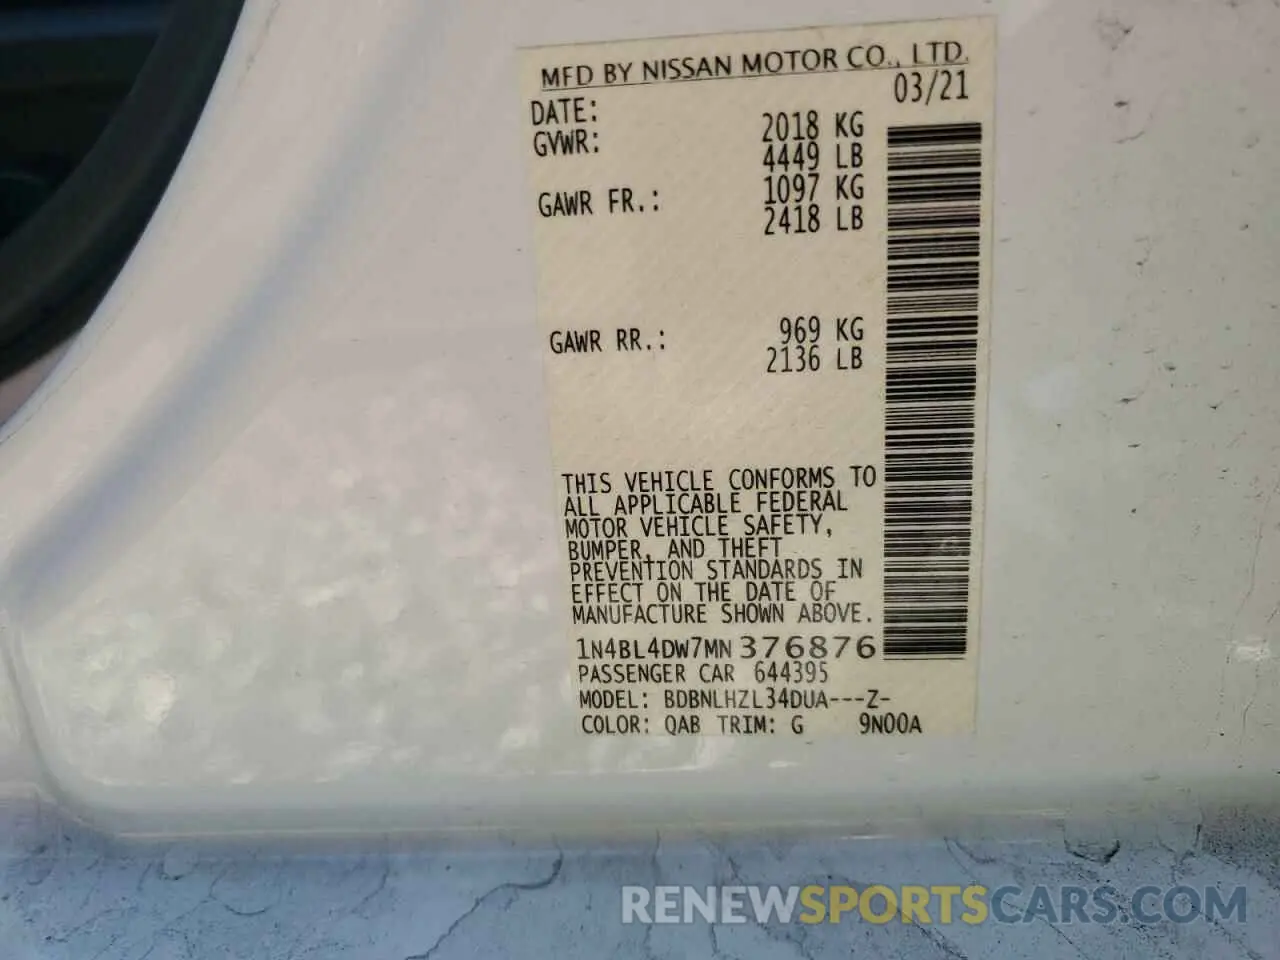 MFD BY NISSAN MOTOR CO., LTD.
DATE: 03/21
GVWR: 2018 KG
4449 LB
GAWR FR.: 1097 KG
2418 LB
GAWR RR.: 969 KG
2136 LB
THIS VEHICLE CONFORMS TO
ALL APPLICABLE FEDERAL
MOTOR VEHICLE SAFETY,
BUMPER, AND THEFT
PREVENTION STANDARDS IN
EFFECT ON THE DATE OF
MANUFACTURE SHOWN ABOVE.
1N4BL4DW7MN376876
PASSENGER CAR 644395
MODEL: BDBNLHZL34DUA---Z-
COLOR: QAB TRIM: G 9N00A
RENEWSPORTSCARS.COM